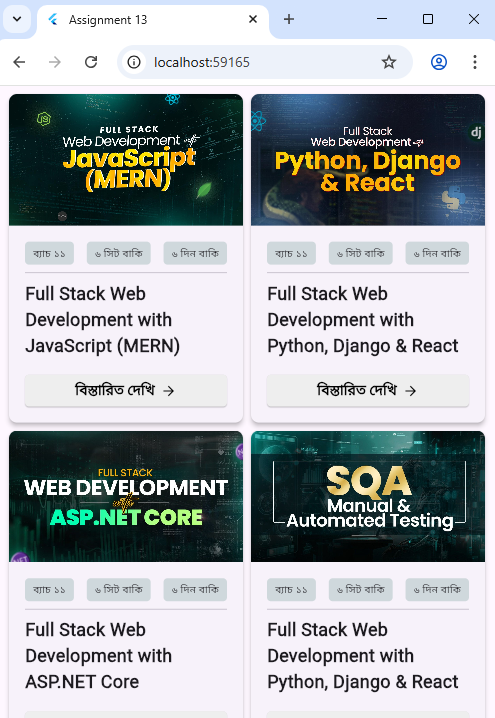 Assignment 13
localhost:59165
FULL STACK
Web Development
JavaScript
(MERN)
ব্যাচ ১১
৬ সিট বাকি
৬ দিন বাকি
Full Stack Web
Development with
JavaScript (MERN)
বিস্তারিত দেখি →
Full Stack
Web Development
Python, Django
& React
dj
ব্যাচ ১১
৬ সিট বাকি
৬ দিন বাকি
Full Stack Web
Development with
Python, Django & React
বিস্তারিত দেখি →
FULL STACK
WEB DEVELOPMENT
ASP.NET CORE
ব্যাচ ১১
৬ সিট বাকি
৬ দিন বাকি
Full Stack Web
Development with
ASP.NET Core
SQA
Manual &
Automated Testing
ব্যাচ ১১
৬ সিট বাকি
৬ দিন বাকি
Full Stack Web
Development with
Python, Django & React